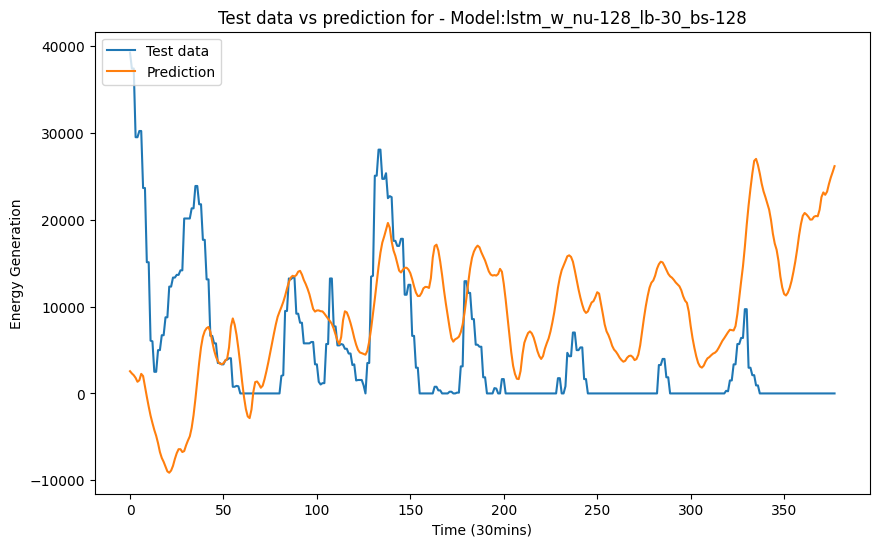 Test data vs prediction for - Model:lstm_w_nu-128_lb-30_bs-128
Test data
Prediction
Energy Generation
40000
30000
20000
10000
0
−10000
0
50
100
150
200
250
300
350
Time (30mins)